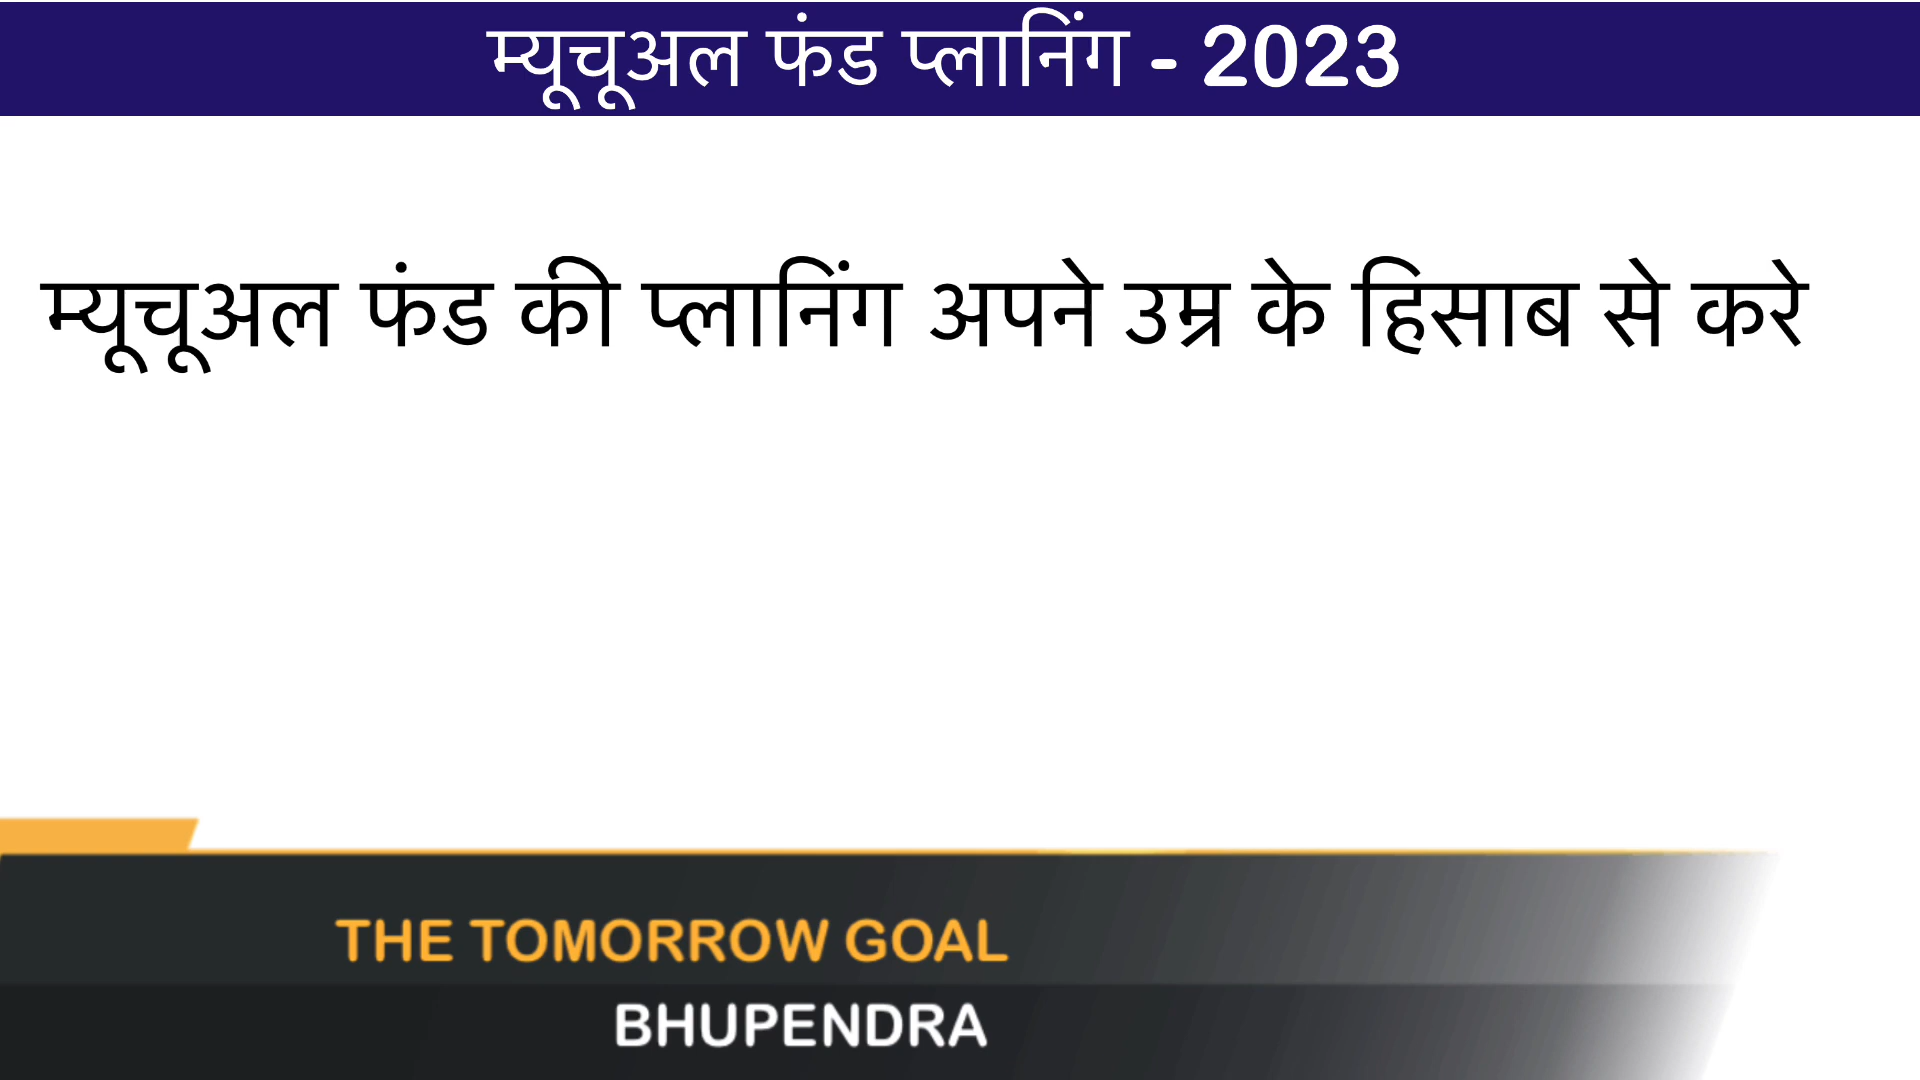 म्यूचूअल फंड प्लानिंग - 2023
म्यूचूअल फंड की प्लानिंग अपने उम्र के हिसाब से करे
THE TOMORROW GOAL
BHUPENDRA